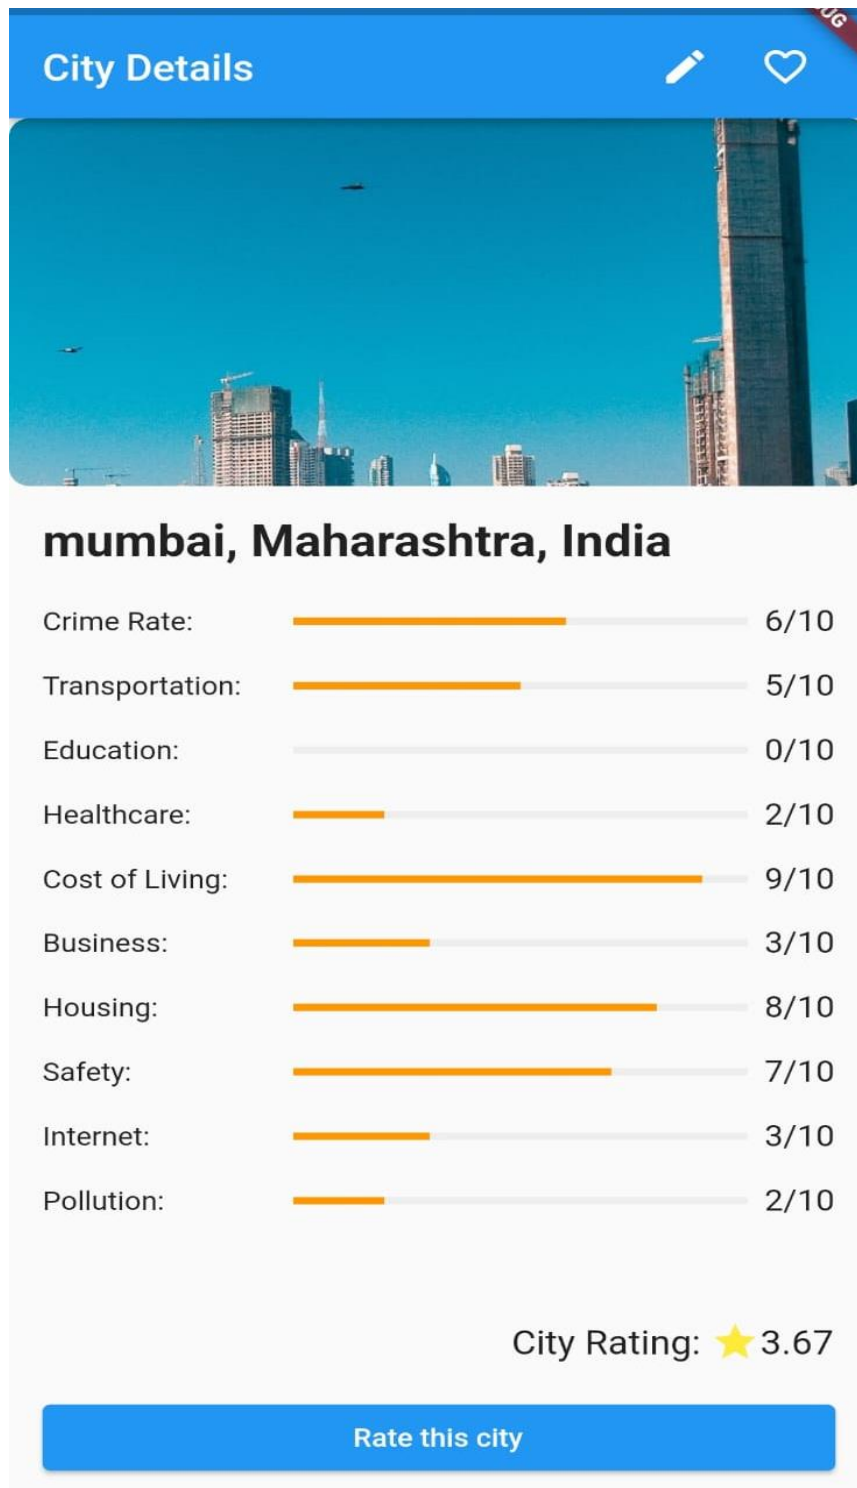 City Details
mumbai, Maharashtra, India
Crime Rate: 6/10
Transportation: 5/10
Education: 0/10
Healthcare: 2/10
Cost of Living: 9/10
Business: 3/10
Housing: 8/10
Safety: 7/10
Internet: 3/10
Pollution: 2/10
City Rating: 3.67
Rate this city